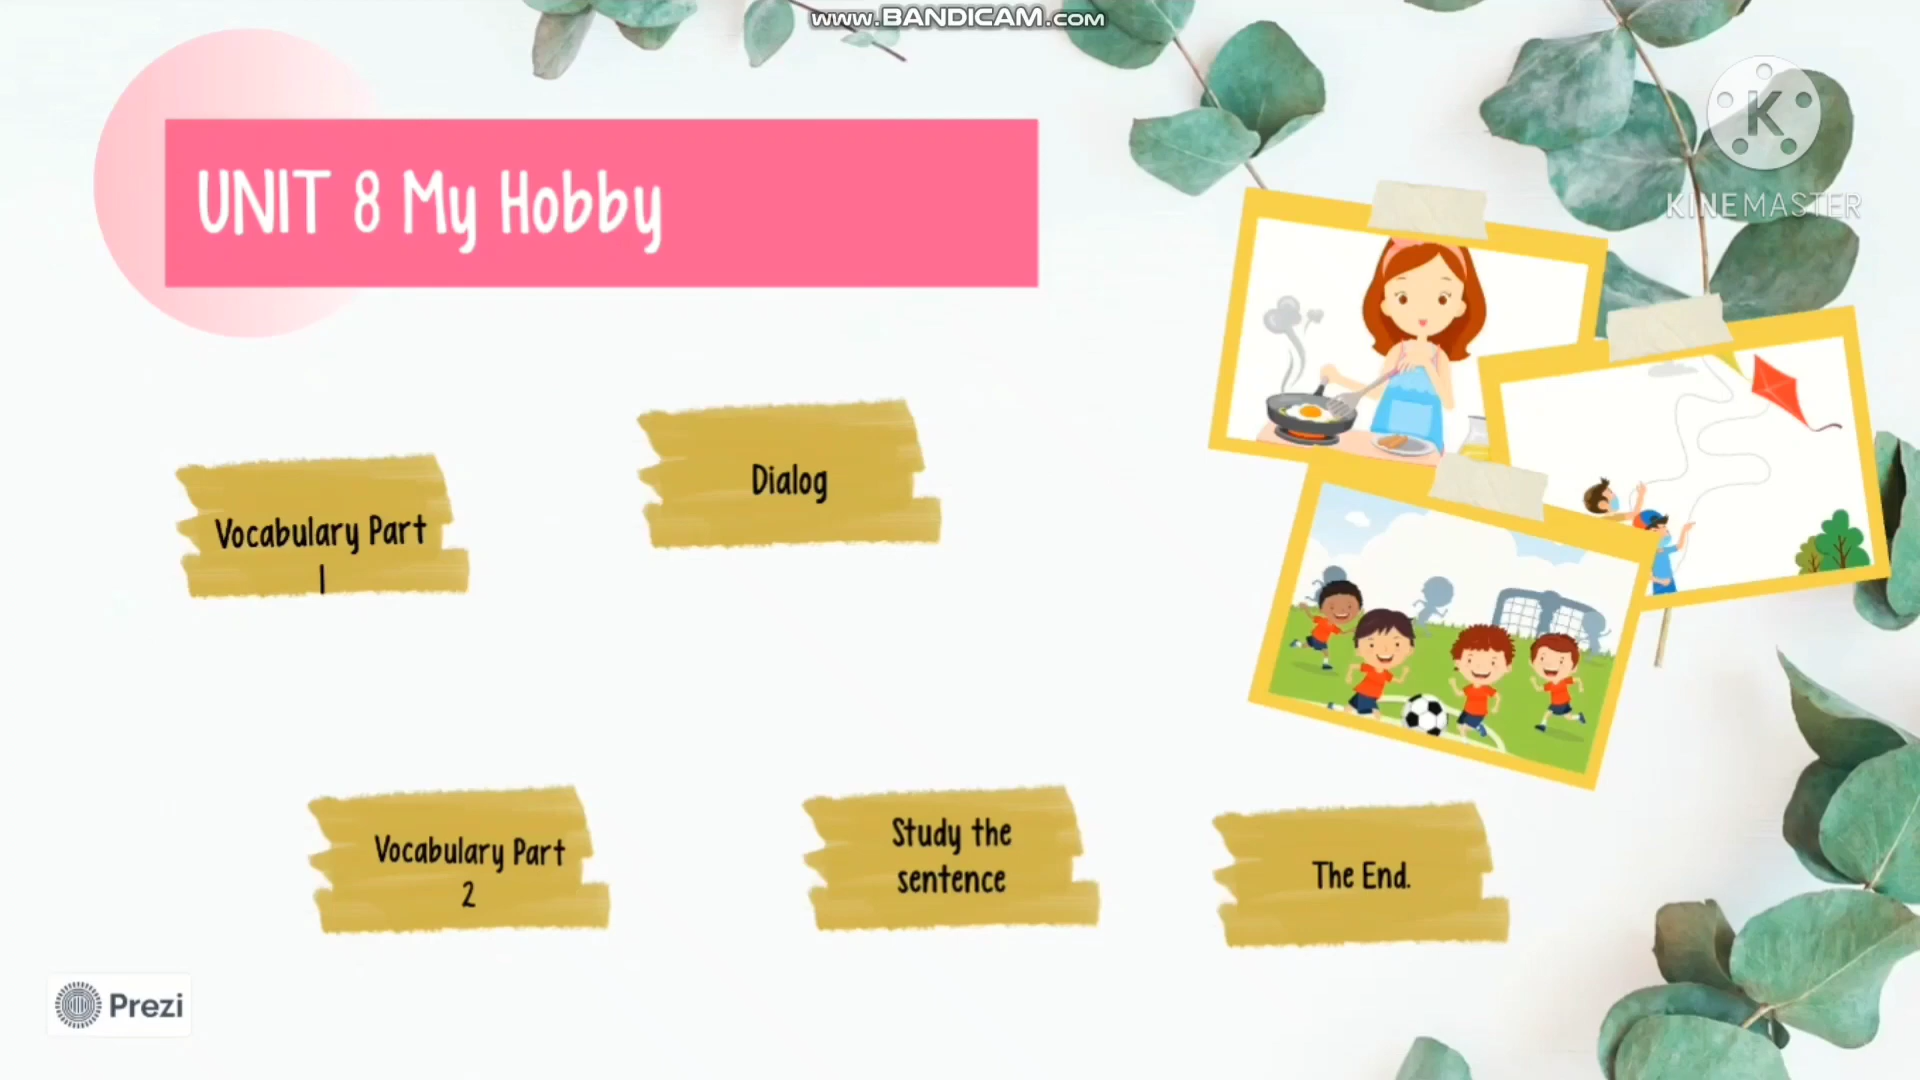 www.BANDICAM.com
K
KINEMASTER
UNIT 8 My Hobby
Dialog
Vocabulary Part
1
Vocabulary Part
2
Study the
sentence
The End.
Prezi